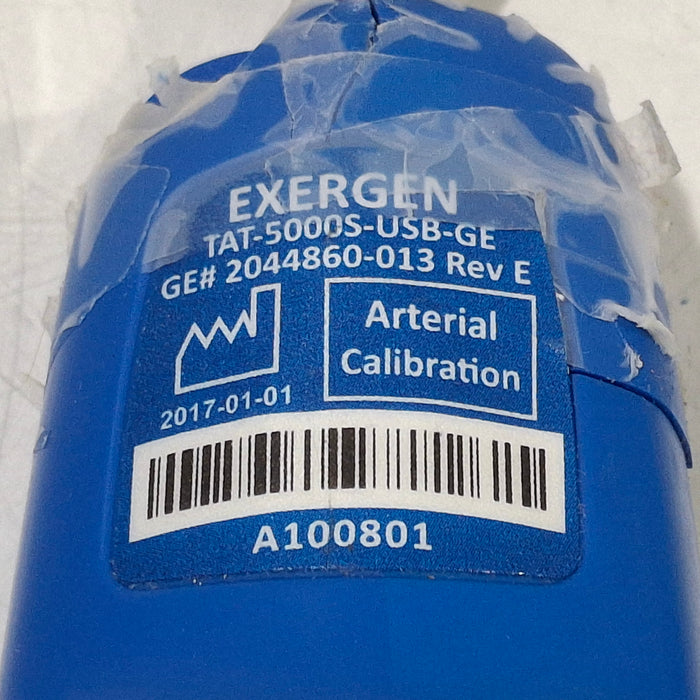 EXERGEN
TAT-5000S-USB-GE
GE# 2044860-013 Rev E
Arterial
Calibration
2017-01-01
A100801